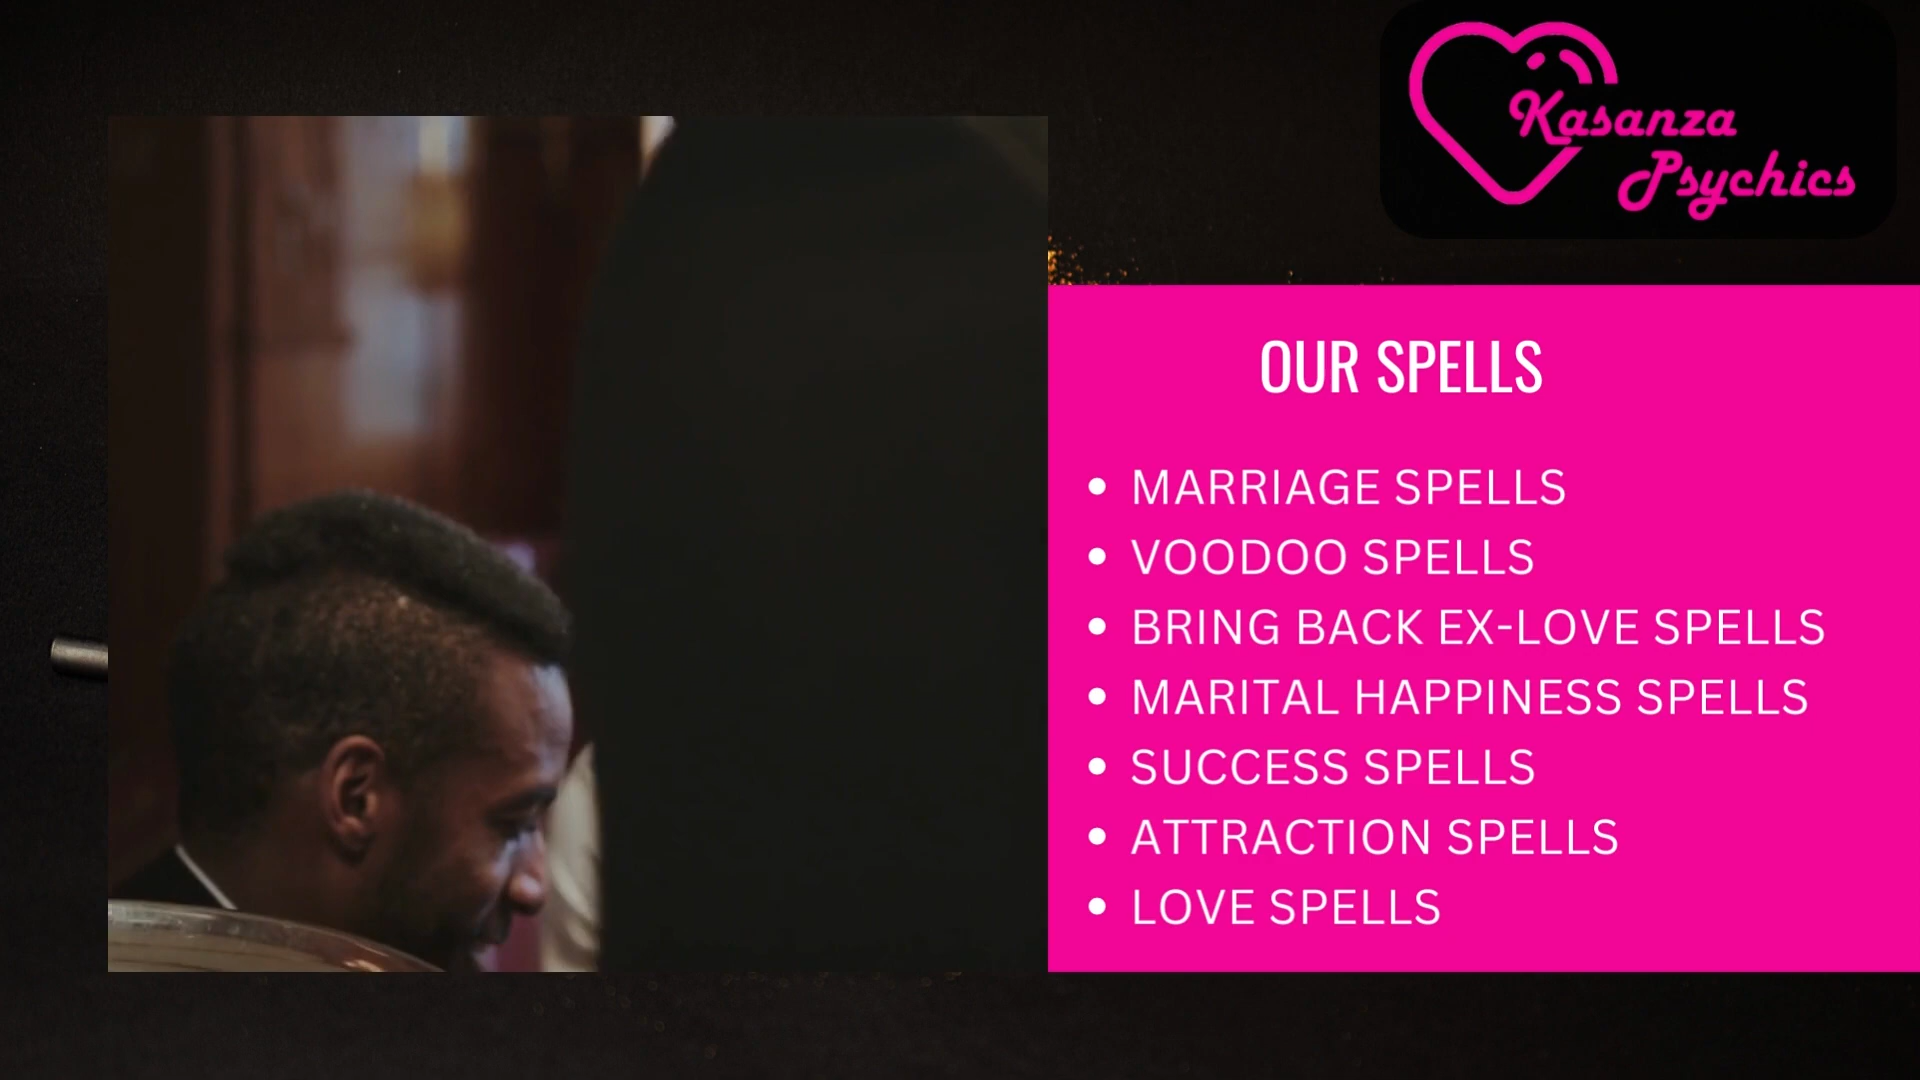 Kasanza
Psychics
OUR SPELLS
• MARRIAGE SPELLS
• VOODOO SPELLS
• BRING BACK EX-LOVE SPELLS
• MARITAL HAPPINESS SPELLS
• SUCCESS SPELLS
• ATTRACTION SPELLS
• LOVE SPELLS